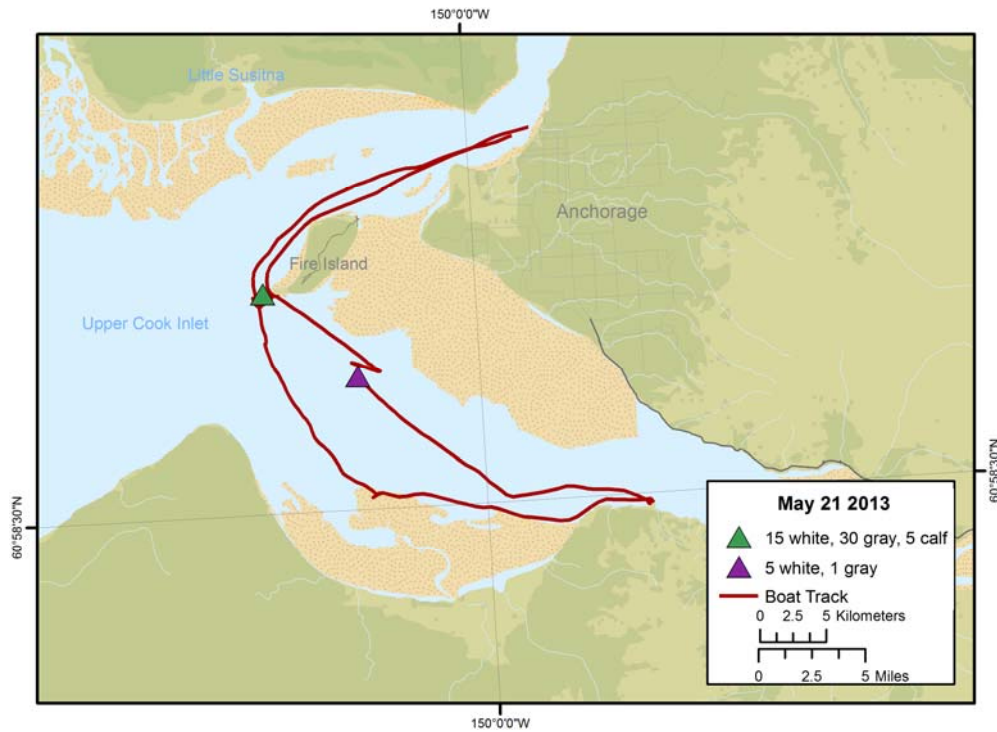 150°0'0"W
Little Susitna
Anchorage
Fire Island
Upper Cook Inlet
60°58'30"N
60°58'30"N
May 21 2013
15 white, 30 gray, 5 calf
5 white, 1 gray
Boat Track
0 2.5 5 Kilometers
0 2.5 5 Miles
150°0'0"W